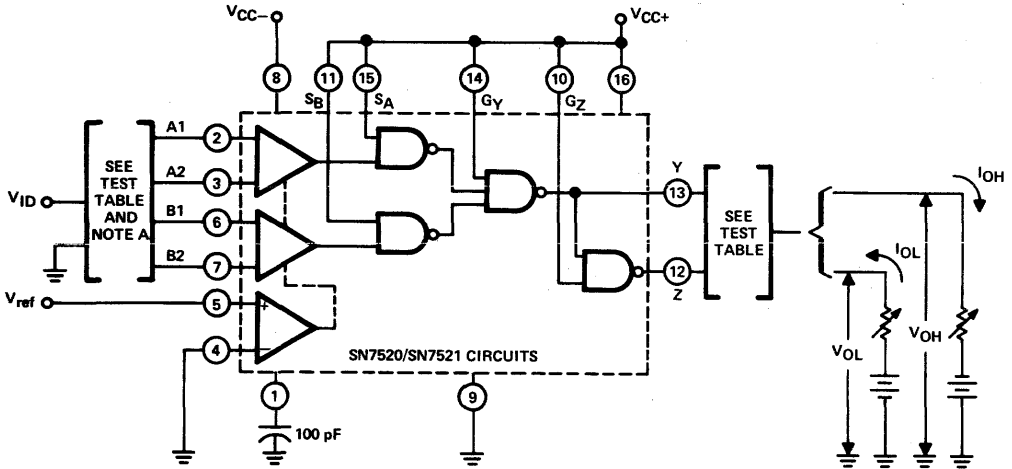 VCC−
VCC+
8
11
15
14
10
16
SB
SA
GY
GZ
A1
2
A2
3
B1
6
B2
7
SEE
TEST
TABLE
AND
NOTE A
VID
Vref
5
+
−
4
SN7520/SN7521 CIRCUITS
Y
13
12
Z
SEE
TEST
TABLE
IOH
IOL
VOL
VOH
1
9
100 pF